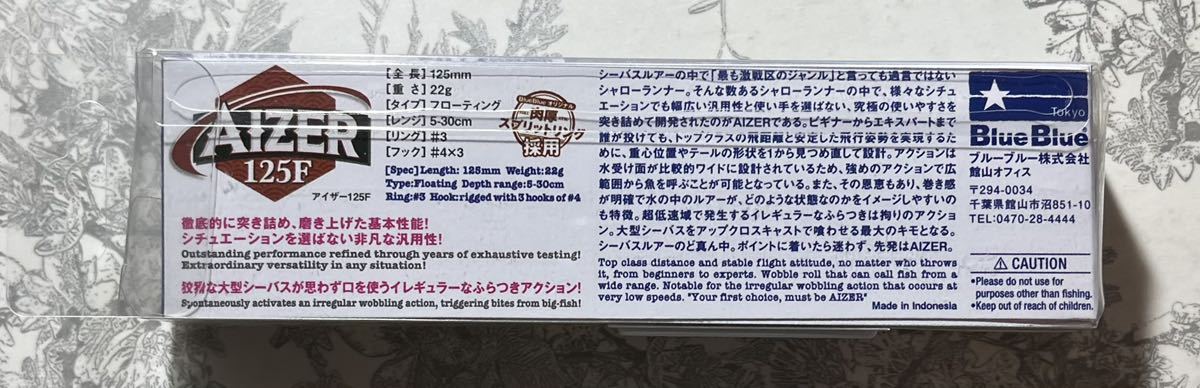 AIZER
125F
アイザー125F
[全 長] 125mm
[重 さ] 22g
[タイプ] フローティング
[レンジ] 5-30cm
[リング] #3
[フック] #4×3
BlueBlue オリジナル
肉厚
スプリットリング
採用
[Spec]Length: 125mm Weight:22g
Type:Floating Depth range:5-30cm
Ring:#3 Hook:rigged with 3 hooks of #4
徹底的に突き詰め、磨き上げた基本性能!
シチュエーションを選ばない非凡な汎用性!
Outstanding performance refined through years of exhaustive testing!
Extraordinary versatility in any situation!
狡猾な大型シーバスが思わず口を使うイレギュラーなふらつきアクション!
Spontaneously activates an irregular wobbling action, triggering bites from big-fish!
シーバスルアーの中で「最も激戦区のジャンル」と言っても過言ではない
シャローランナー。そんな数あるシャローランナーの中で、様々なシチュ
エーションでも幅広い汎用性と使い手を選ばない、究極の使いやすさを
突き詰めて開発されたのがAIZERである。ビギナーからエキスパートまで
誰が投げても、トップクラスの飛距離と安定した飛行姿勢を実現するた
めに、重心位置やテールの形状を1から見つめ直して設計。アクションは
水受け面が比較的ワイドに設計されているため、強めのアクションで広
範囲から魚を呼ぶことが可能となっている。また、その恩恵もあり、巻き感
が明確で水の中のルアーが、どのような状態なのかをイメージしやすいの
も特徴。超低速域で発生するイレギュラーなふらつきは拘りのアクショ
ン。大型シーバスをアップクロスキャストで喰わせる最大のキモとなる。
シーバスルアーのど真ん中。ポイントに着いたら迷わず、先発はAIZER。
Top class distance and stable flight attitude, no matter who throws
it, from beginners to experts. Wobble roll that can call fish from a
wide range. Notable for the irregular wobbling action that occurs at
very low speeds. "Your first choice, must be AIZER"
Made in Indonesia
Tokyo
BlueBlue
ブルーブルー株式会社
館山オフィス
〒294-0034
千葉県館山市沼851-10
TEL:0470-28-4444
⚠ CAUTION
•Please do not use for
purposes other than fishing.
•Keep out of reach of children.